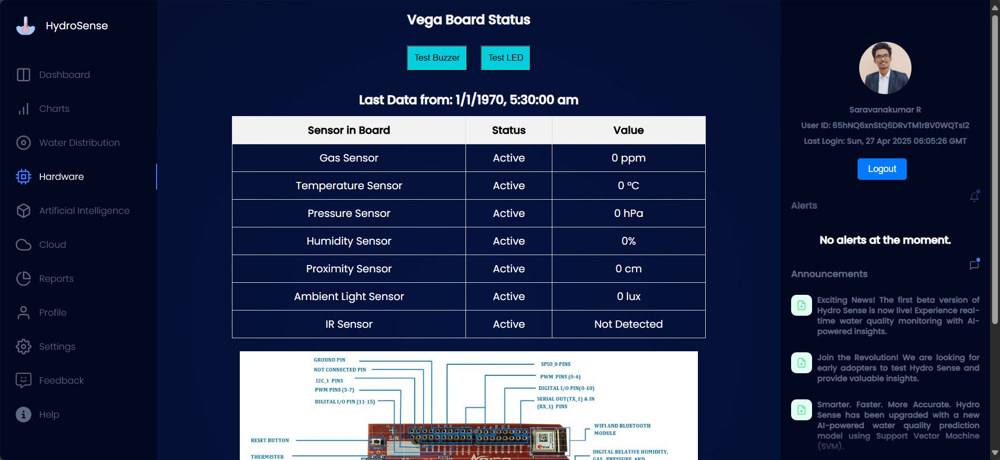 HydroSense
Dashboard
Charts
Water Distribution
Hardware
Artificial Intelligence
Cloud
Reports
Profile
Settings
Feedback
Help
Vega Board Status
Test Buzzer
Test LED
Last Data from: 1/1/1970, 5:30:00 am
Sensor in Board Status Value
Gas Sensor Active 0 ppm
Temperature Sensor Active 0 °C
Pressure Sensor Active 0 hPa
Humidity Sensor Active 0%
Proximity Sensor Active 0 cm
Ambient Light Sensor Active 0 lux
IR Sensor Active Not Detected
GROUND PIN
NOT CONNECTED PIN
I2C_1 PINS
PWM PINS (5-7)
DIGITAL I/O PIN (11-15)
RESET BUTTON
THERMISTER
SPIO_0 PINS
PWM PINS (0-4)
DIGITAL I/O PIN(0-10)
SERIAL OUT(TX_1) & IN
(RX_1) PINS
WIFI AND BLUETOOTH
MODULE
DIGITAL RELATIVE HUMIDITY,
GAS, PRESSURE, AND
S/N
blox
Saravanakumar R
User ID: 65hNQ6xnStQ6DRvTM1rBV0WQTsI2
Last Login: Sun, 27 Apr 2025 06:05:26 GMT
Logout
Alerts
No alerts at the moment.
Announcements
Exciting News! The first beta version of
Hydro Sense is now live! Experience real-
time water quality monitoring with AI-
powered insights.
Join the Revolution! We are looking for
early adopters to test Hydro Sense and
provide valuable insights.
Smarter. Faster. More Accurate. Hydro
Sense has been upgraded with a new
AI-powered water quality prediction
model using Support Vector Machine
(SVM).